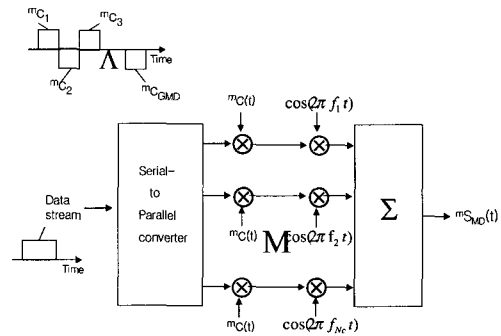 mC1
mC3
Time
Λ
mC2
mCGMD
mC(t)
cos(2π f1 t)
Serial-
to
Parallel
converter
Data
stream
Time
Σ
mSMD(t)
mC(t)
M
cos(2π f2 t)
mC(t)
cos(2π fNc t)